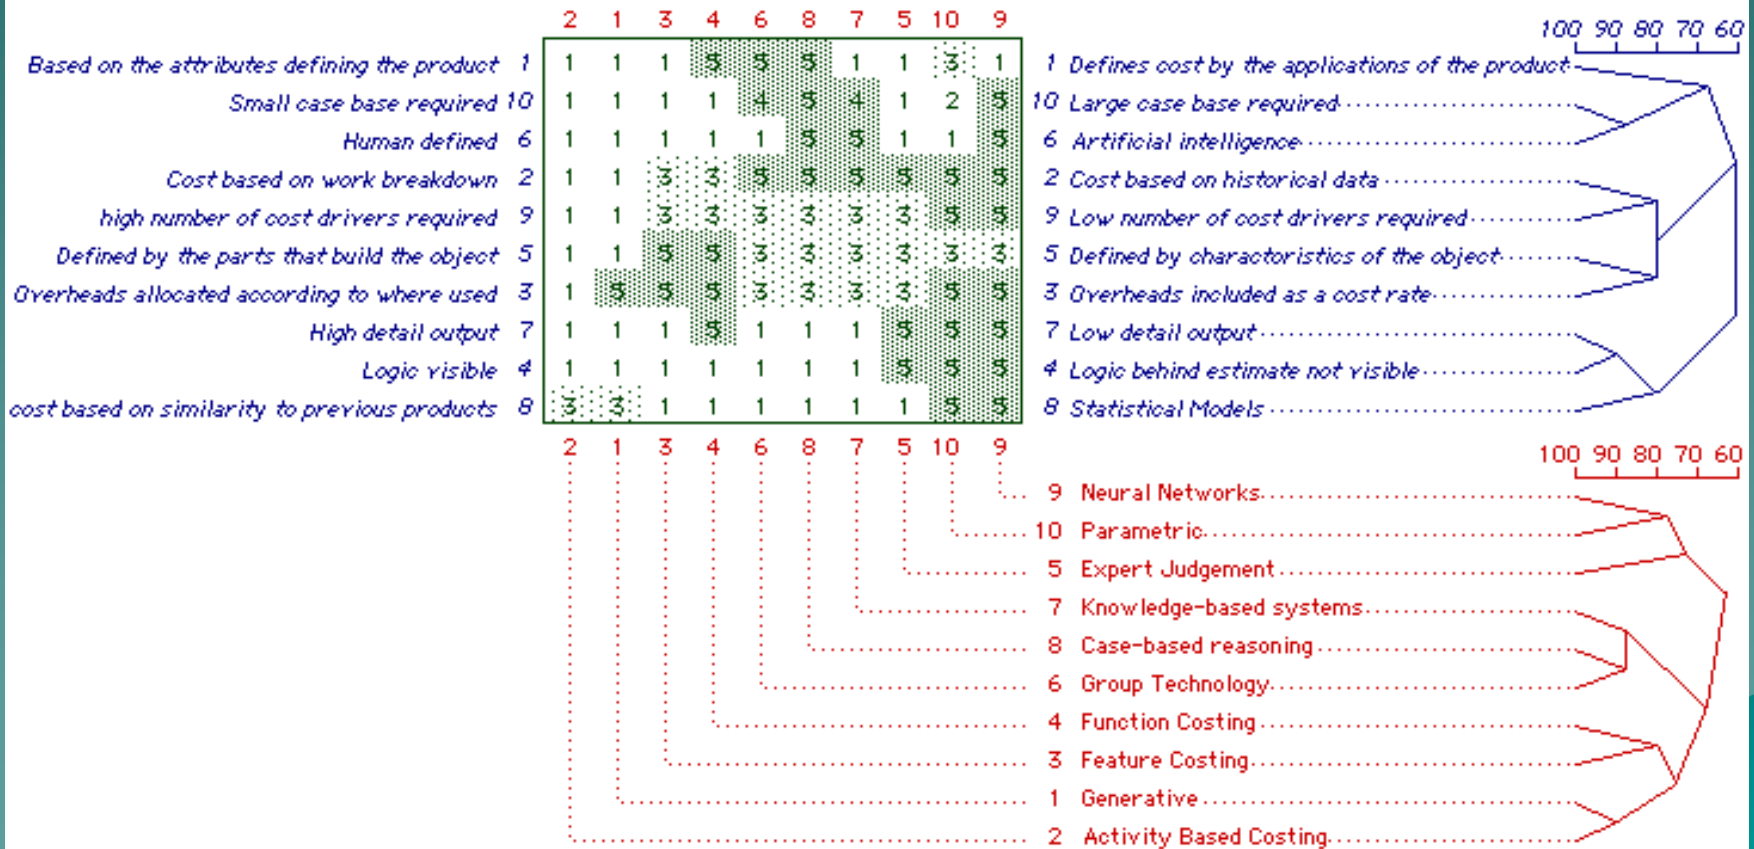 2 1 3 4 6 8 7 5 10 9
100 90 80 70 60
Based on the attributes defining the product 1 1 1 1 5 5 5 1 1 3 1 1 Defines cost by the applications of the product
Small case base required 10 1 1 1 1 4 5 4 1 2 5 10 Large case base required
Human defined 6 1 1 1 1 1 5 5 1 1 5 6 Artificial intelligence
Cost based on work breakdown 2 1 1 3 3 5 5 5 5 5 5 2 Cost based on historical data
high number of cost drivers required 9 1 1 3 3 3 3 3 3 5 5 9 Low number of cost drivers required
Defined by the parts that build the object 5 1 1 5 5 3 3 3 3 3 3 5 Defined by charactoristics of the object
Overheads allocated according to where used 3 1 5 5 5 3 3 3 3 5 5 3 Overheads included as a cost rate
High detail output 7 1 1 1 5 1 1 1 5 5 5 7 Low detail output
Logic visible 4 1 1 1 1 1 1 1 5 5 5 4 Logic behind estimate not visible
cost based on similarity to previous products 8 3 3 1 1 1 1 1 1 5 5 8 Statistical Models
2 1 3 4 6 8 7 5 10 9
100 90 80 70 60
9 Neural Networks
10 Parametric
5 Expert Judgement
7 Knowledge-based systems
8 Case-based reasoning
6 Group Technology
4 Function Costing
3 Feature Costing
1 Generative
2 Activity Based Costing